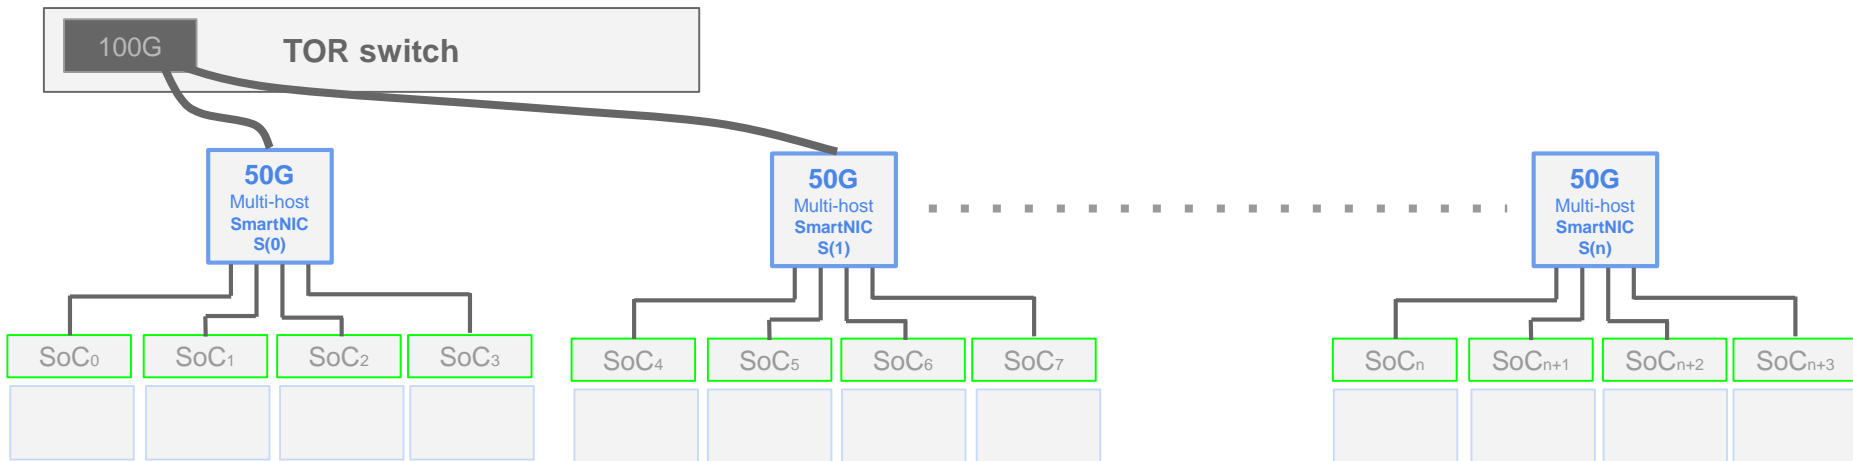 100G
TOR switch
50G
Multi-host
SmartNIC
S(0)
50G
Multi-host
SmartNIC
S(1)
50G
Multi-host
SmartNIC
S(n)
SoC0
SoC1
SoC2
SoC3
SoC4
SoC5
SoC6
SoC7
SoCn
SoCn+1
SoCn+2
SoCn+3